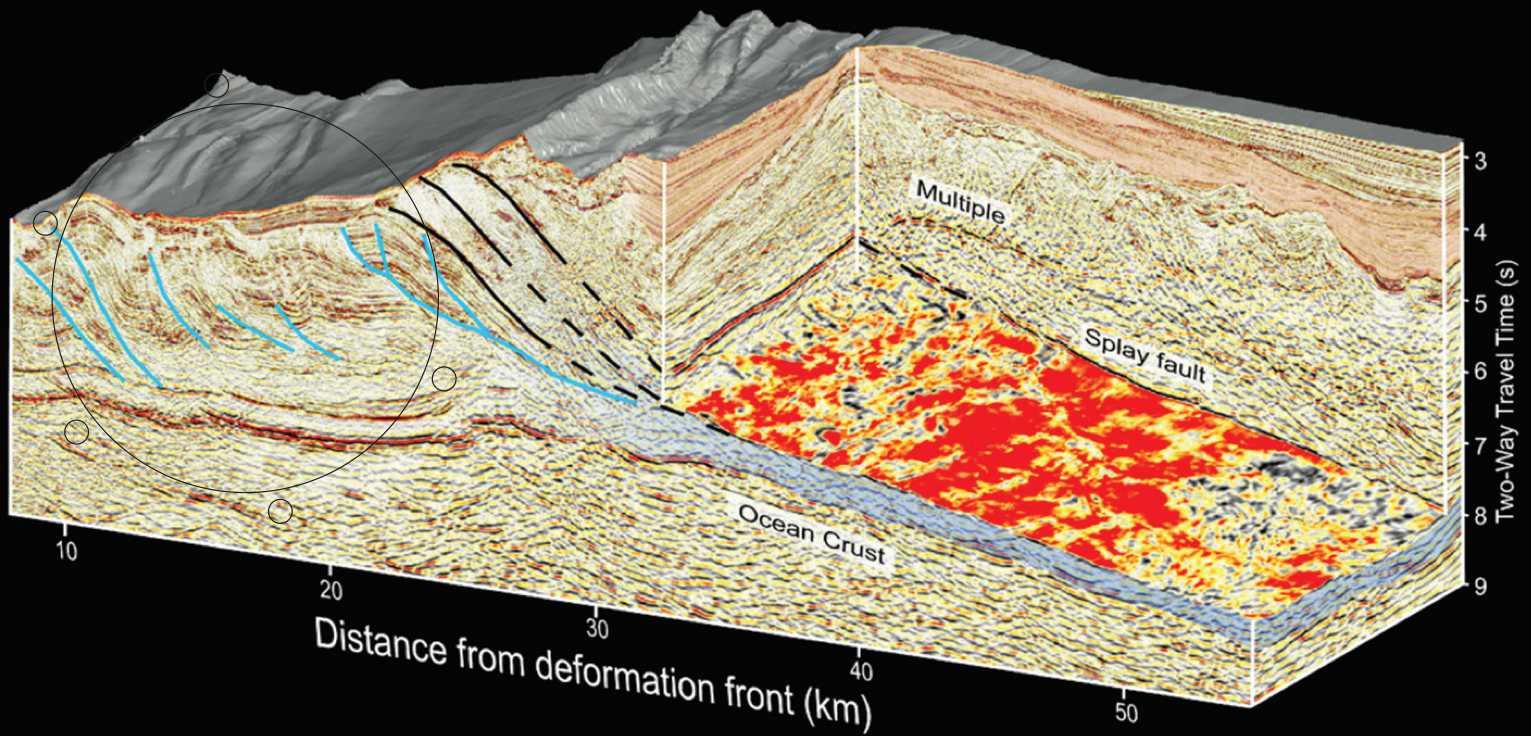 Multiple
Splay fault
Ocean Crust
3
4
5
6
7
8
9
Two-Way Travel Time (s)
10
20
30
40
50
Distance from deformation front (km)